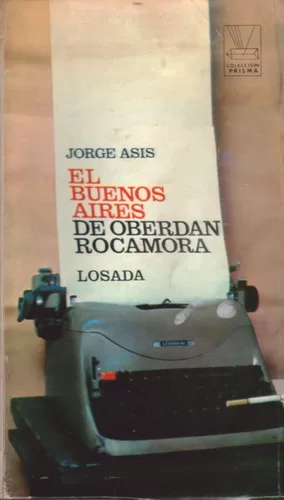 COLECCION
PRISMA
JORGE ASIS
EL
BUENOS
AIRES
DE OBERDAN
ROCAMORA
LOSADA